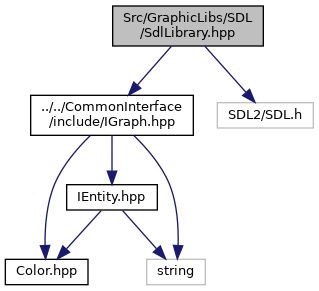 Src/GraphicLibs/SDL
/SdlLibrary.hpp
../../CommonInterface
/include/IGraph.hpp
SDL2/SDL.h
IEntity.hpp
Color.hpp
string